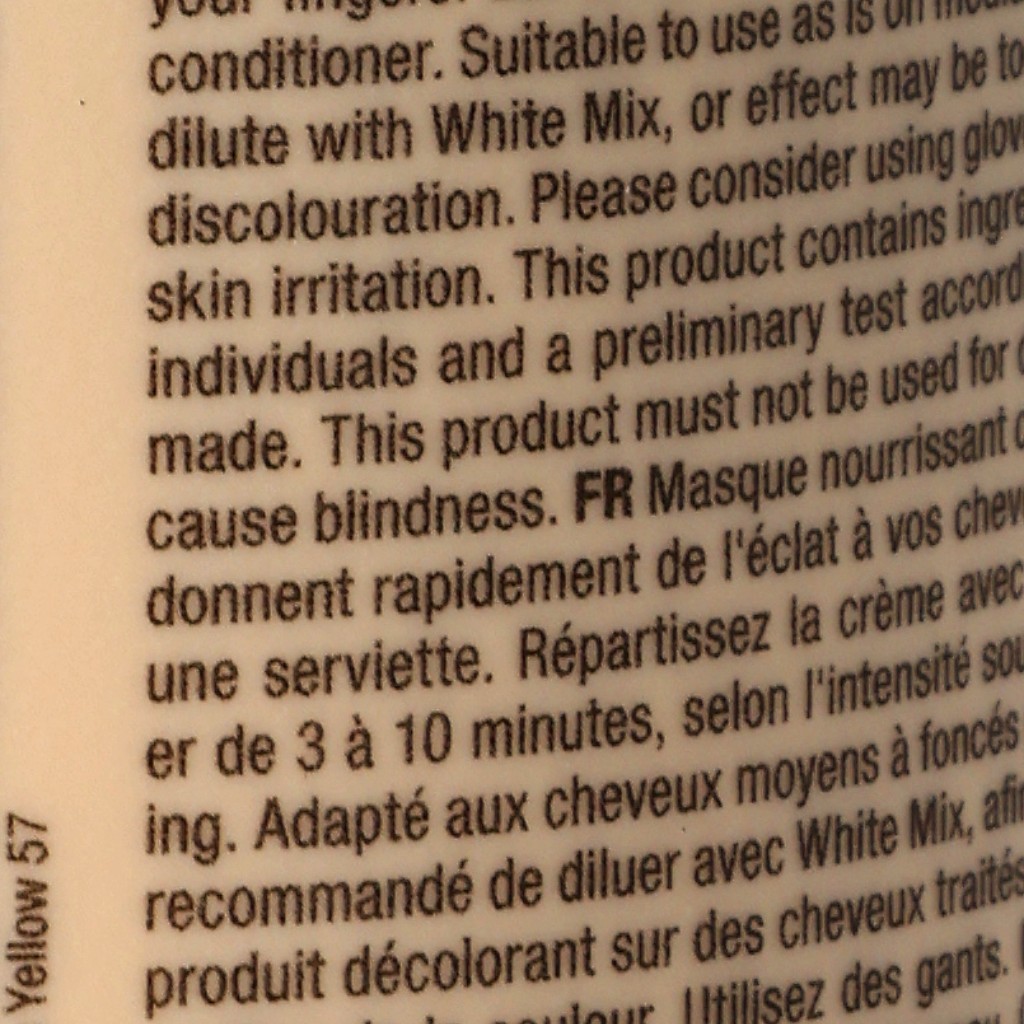 conditioner. Suitable to use as is on
dilute with White Mix, or effect may be to
discolouration. Please consider using
skin irritation. This product contains
individuals and a preliminary test
made. This product must not be used for
cause blindness. FR Masque nourrissant
donnent rapidement de l'éclat à vos
une serviette. Répartissez la crème avec
er de 3 à 10 minutes, selon l'intensité
ing. Adapté aux cheveux moyens à foncés
recommandé de diluer avec White Mix,
produit décolorant sur des cheveux traités
Utilisez des gants.
Yellow 57